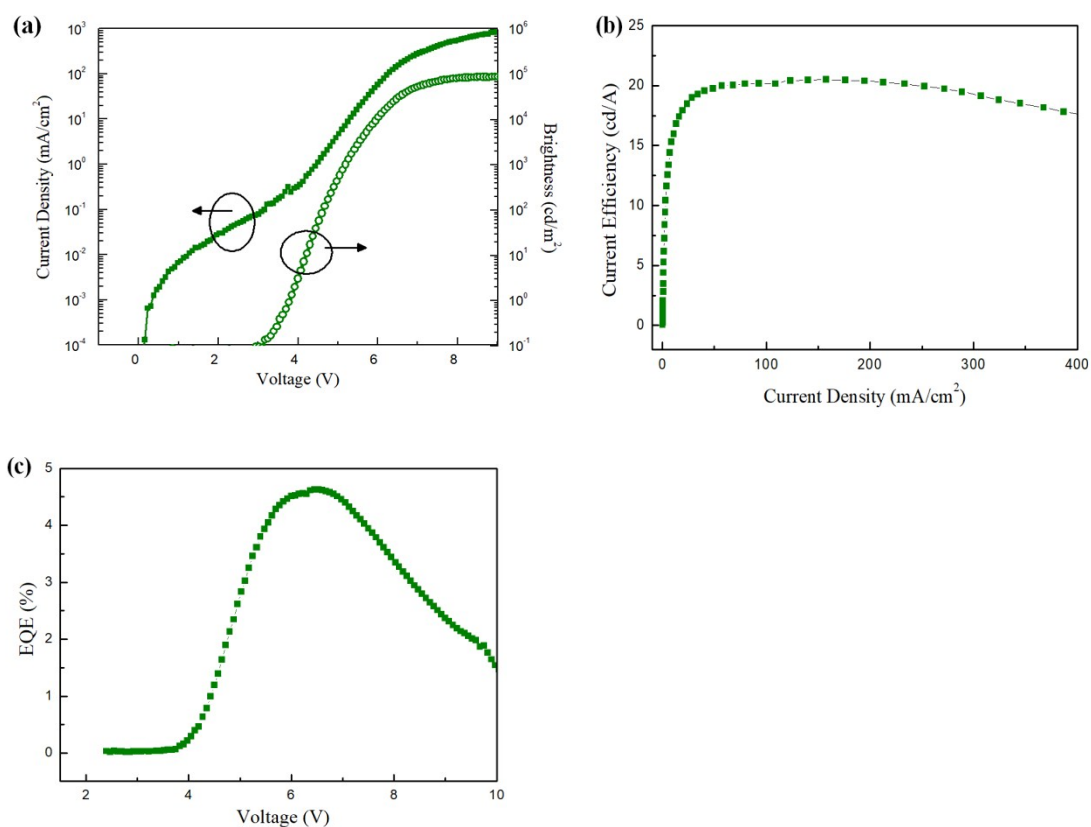 (a)
10³
10²
10¹
10⁰
10⁻¹
10⁻²
10⁻³
10⁻⁴
Current Density (mA/cm²)
0 2 4 6 8
Voltage (V)
10⁶
10⁵
10⁴
10³
10²
10¹
10⁰
10⁻¹
Brightness (cd/m²)
(b)
25
20
15
10
5
0
Current Efficiency (cd/A)
0 100 200 300 400
Current Density (mA/cm²)
(c)
5
4
3
2
1
0
EQE (%)
2 4 6 8 10
Voltage (V)